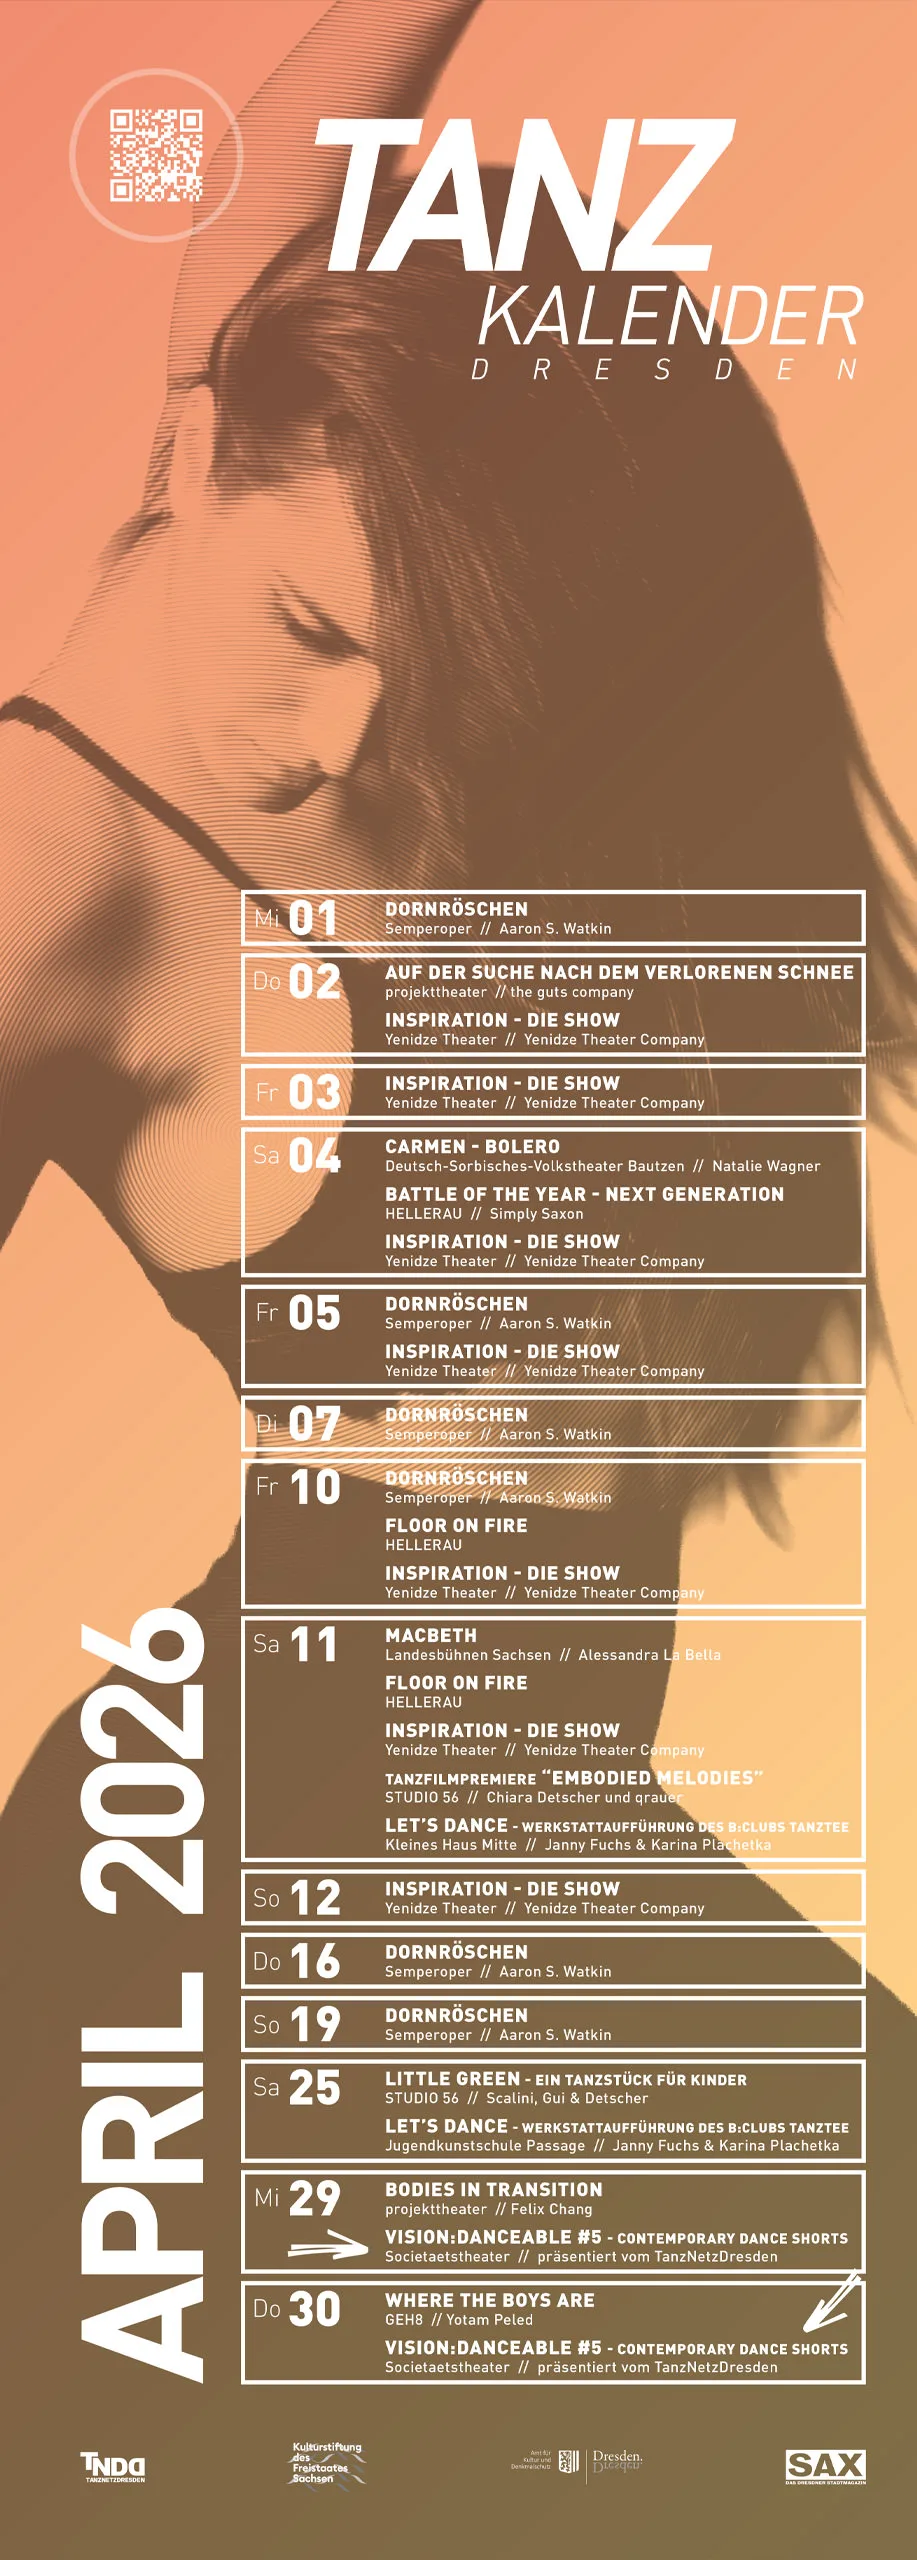 TANZ
KALENDER
DRESDEN
Mi 01
DORNRÖSCHEN
Semperoper // Aaron S. Watkin
Do 02
AUF DER SUCHE NACH DEM VERLORENEN SCHNEE
projekttheater // the guts company
INSPIRATION - DIE SHOW
Yenidze Theater // Yenidze Theater Company
Fr 03
INSPIRATION - DIE SHOW
Yenidze Theater // Yenidze Theater Company
Sa 04
CARMEN - BOLERO
Deutsch-Sorbisches-Volkstheater Bautzen // Natalie Wagner
BATTLE OF THE YEAR - NEXT GENERATION
HELLERAU // Simply Saxon
INSPIRATION - DIE SHOW
Yenidze Theater // Yenidze Theater Company
Fr 05
DORNRÖSCHEN
Semperoper // Aaron S. Watkin
INSPIRATION - DIE SHOW
Yenidze Theater // Yenidze Theater Company
Di 07
DORNRÖSCHEN
Semperoper // Aaron S. Watkin
Fr 10
DORNRÖSCHEN
Semperoper // Aaron S. Watkin
FLOOR ON FIRE
HELLERAU
INSPIRATION - DIE SHOW
Yenidze Theater // Yenidze Theater Company
Sa 11
MACBETH
Landesbühnen Sachsen // Alessandra La Bella
FLOOR ON FIRE
HELLERAU
INSPIRATION - DIE SHOW
Yenidze Theater // Yenidze Theater Company
TANZFILMPREMIERE “EMBODIED MELODIES”
STUDIO 56 // Chiara Detscher und qrauer
LET’S DANCE - WERKSTATTAUFFÜHRUNG DES B:CLUBS TANZTEE
Kleines Haus Mitte // Janny Fuchs & Karina Plachetka
So 12
INSPIRATION - DIE SHOW
Yenidze Theater // Yenidze Theater Company
Do 16
DORNRÖSCHEN
Semperoper // Aaron S. Watkin
So 19
DORNRÖSCHEN
Semperoper // Aaron S. Watkin
Sa 25
LITTLE GREEN - EIN TANZSTÜCK FÜR KINDER
STUDIO 56 // Scalini, Gui & Detscher
LET’S DANCE - WERKSTATTAUFFÜHRUNG DES B:CLUBS TANZTEE
Jugendkunstschule Passage // Janny Fuchs & Karina Plachetka
Mi 29
BODIES IN TRANSITION
projekttheater // Felix Chang
VISION:DANCEABLE #5 - CONTEMPORARY DANCE SHORTS
Societaetstheater // präsentiert vom TanzNetzDresden
Do 30
WHERE THE BOYS ARE
GEH8 // Yotam Peled
VISION:DANCEABLE #5 - CONTEMPORARY DANCE SHORTS
Societaetstheater // präsentiert vom TanzNetzDresden
APRIL 2026
TNDD
TANZNETZDRESDEN
Kulturstiftung
des
Freistaates
Sachsen
Amt für
Kultur und
Denkmalschutz
Dresden.
Dresden.
SAX
DAS DRESDNER STADTMAGAZIN